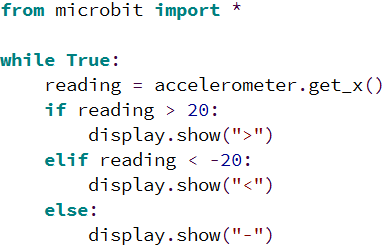 from microbit import *

while True:
    reading = accelerometer.get_x()
    if reading > 20:
        display.show(">")
    elif reading < -20:
        display.show("<")
    else:
        display.show("-")